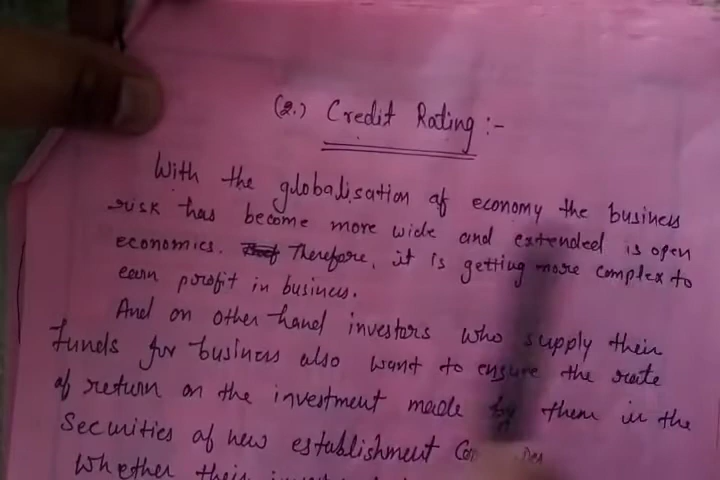 (2.) Credit Rating :-
With the globalisation of economy the business
risk has become more wide and extended is open
economics. Therefore, it is getting more complex to
earn profit in business.
And on other hand investors who supply their
funds for business also want to ensure the rate
of return on the investment made by them in the
Securities of new establishment
Whether their